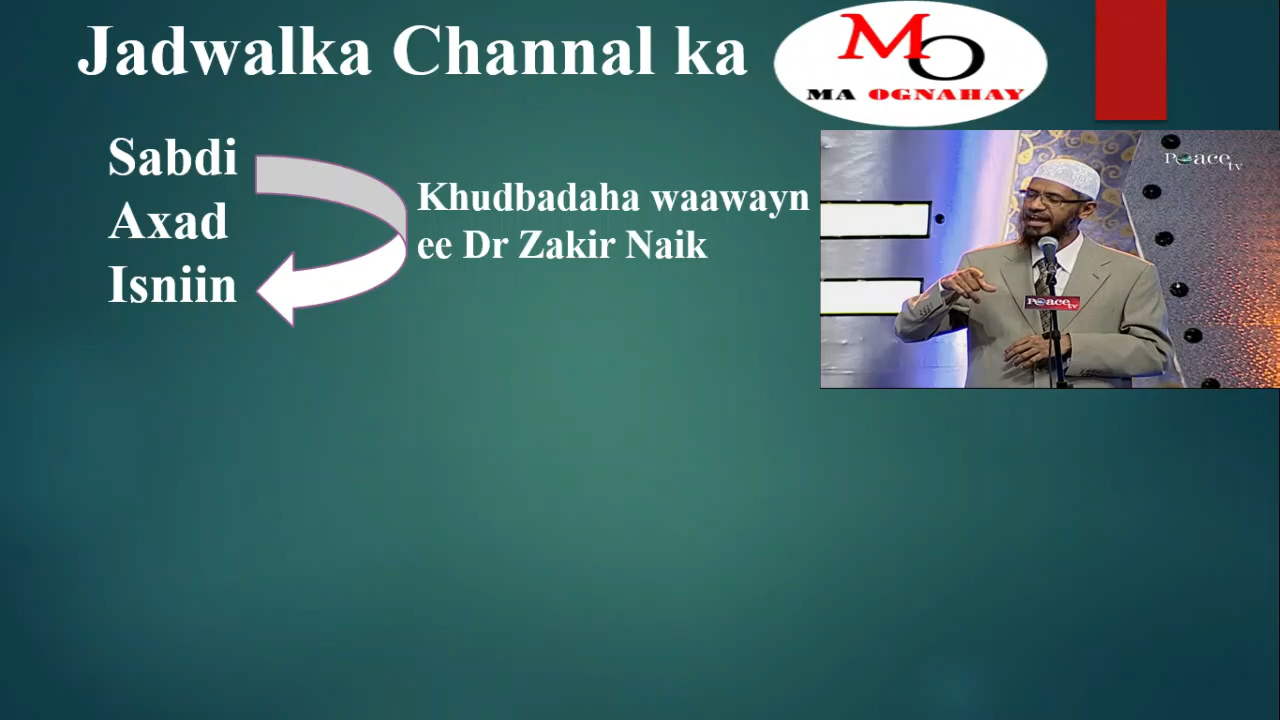 Jadwalka Channal ka
MO
MA OGNAHAY
Sabdi
Axad
Isniin
Khudbadaha waawayn
ee Dr Zakir Naik
Peace tv
Peace tv